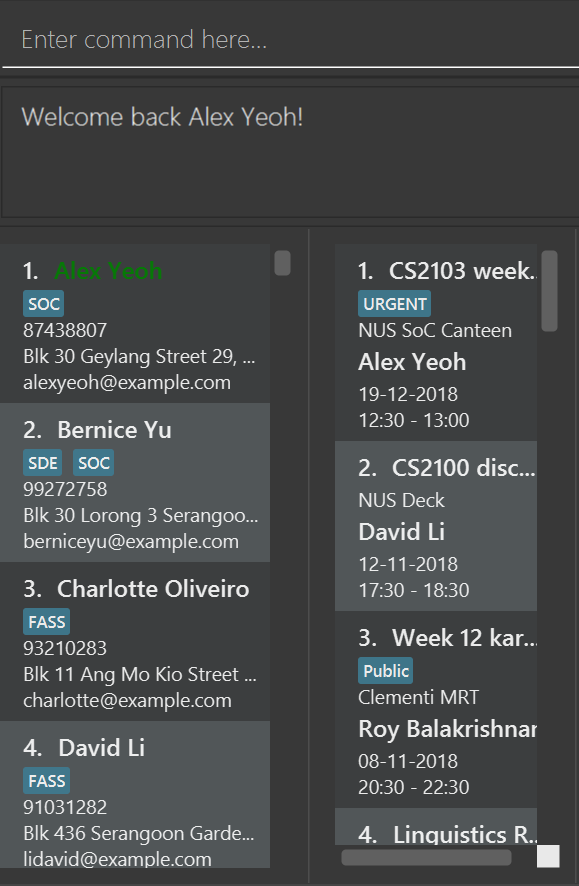 Enter command here...
Welcome back Alex Yeoh!
1. Alex Yeoh
SOC
87438807
Blk 30 Geylang Street 29, ...
alexyeoh@example.com
2. Bernice Yu
SDE SOC
99272758
Blk 30 Lorong 3 Serangoo...
berniceyu@example.com
3. Charlotte Oliveiro
FASS
93210283
Blk 11 Ang Mo Kio Street ...
charlotte@example.com
4. David Li
FASS
91031282
Blk 436 Serangoon Garde...
lidavid@example.com
1. CS2103 week...
URGENT
NUS SoC Canteen
Alex Yeoh
19-12-2018
12:30 - 13:00
2. CS2100 disc...
NUS Deck
David Li
12-11-2018
17:30 - 18:30
3. Week 12 kar...
Public
Clementi MRT
Roy Balakrishnan
08-11-2018
20:30 - 22:30
4. Linguistics R...